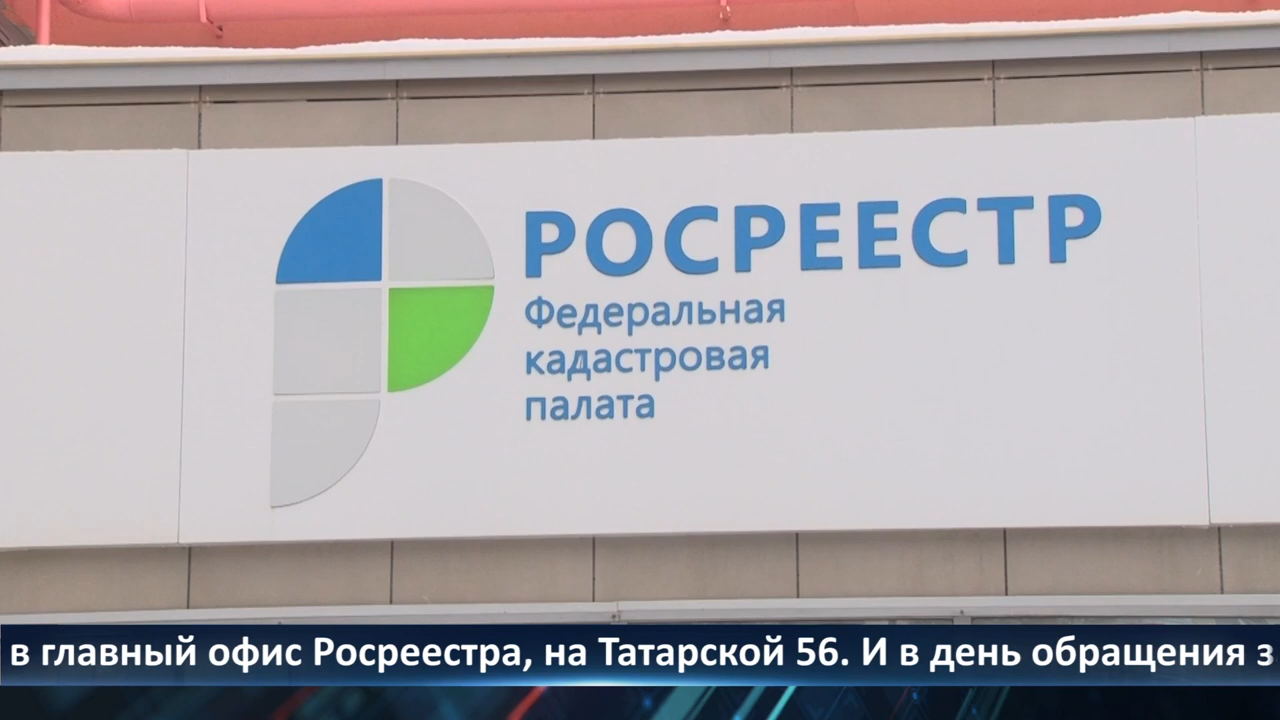 РОСРЕЕСТР
Федеральная
кадастровая
палата
в главный офис Росреестра, на Татарской 56. И в день обращения з